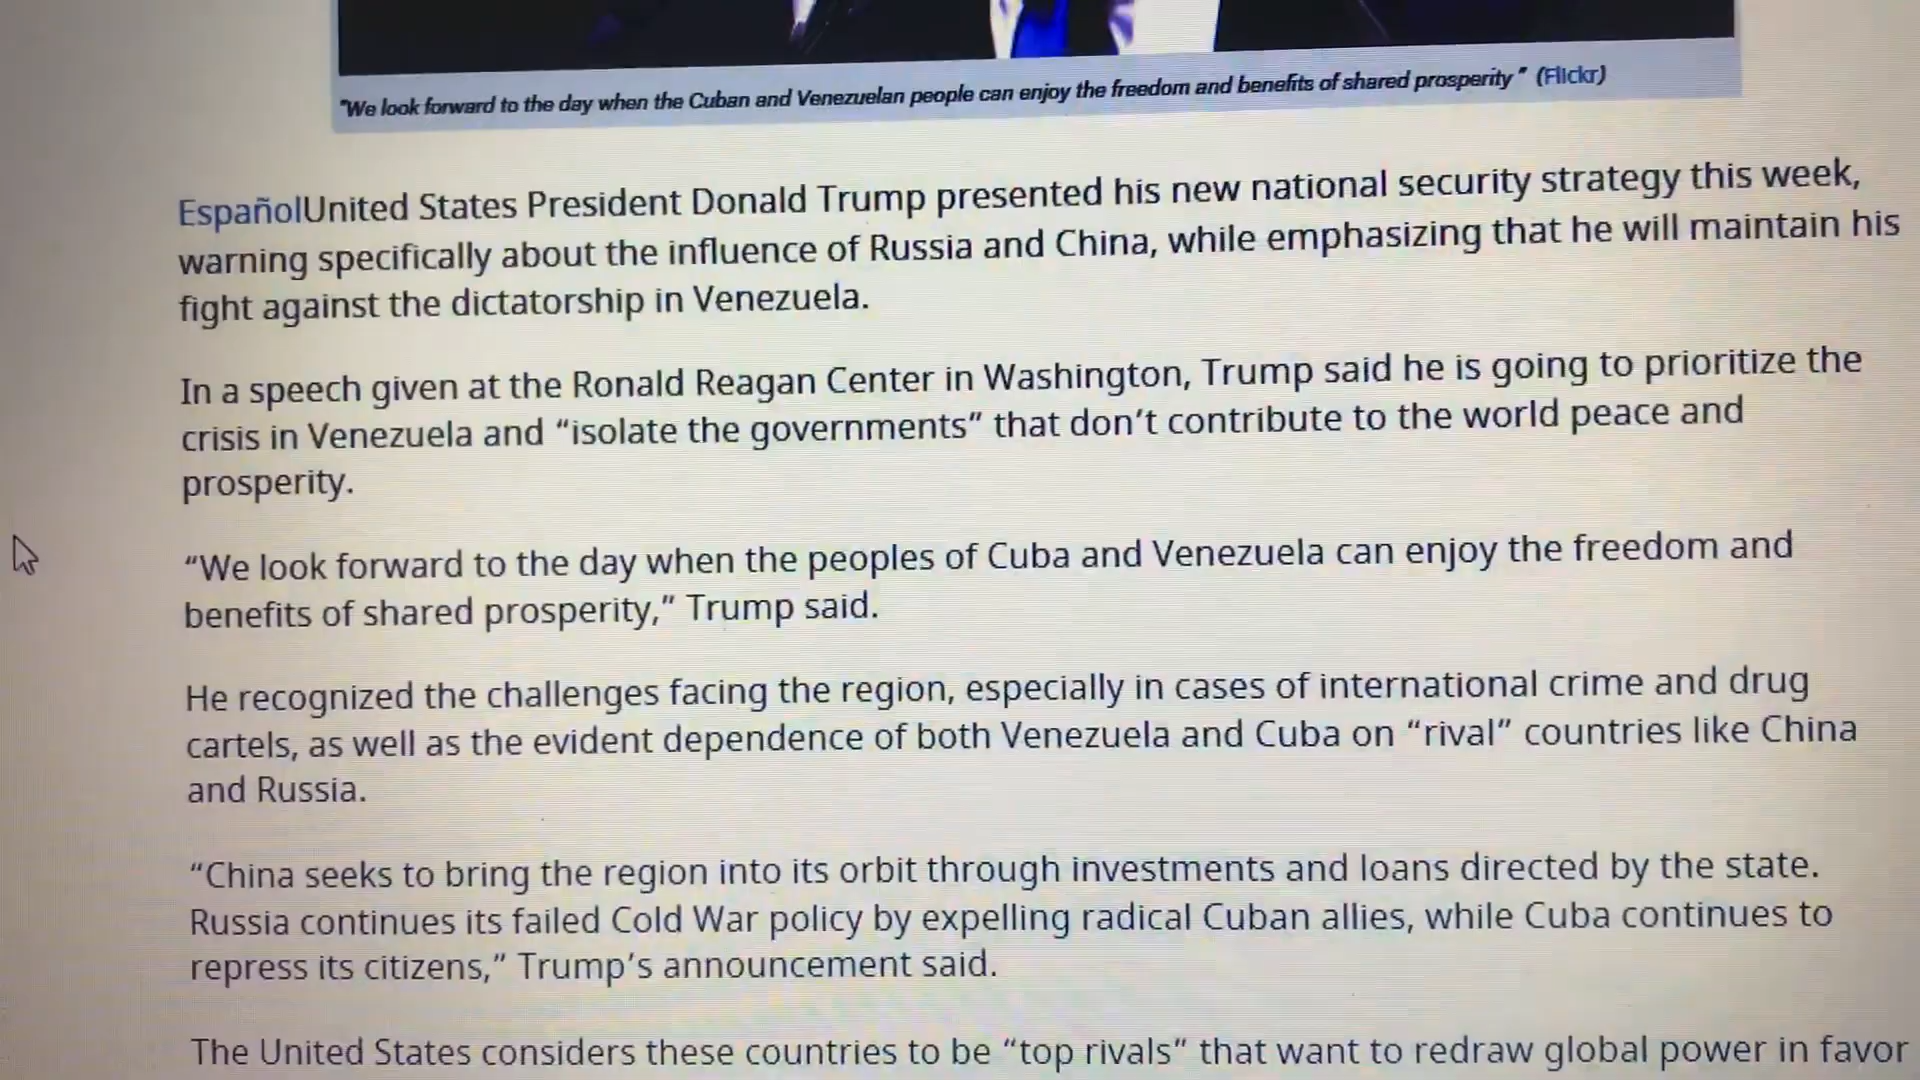 "We look forward to the day when the Cuban and Venezuelan people can enjoy the freedom and benefits of shared prosperity" (Flickr)
EspañolUnited States President Donald Trump presented his new national security strategy this week,
warning specifically about the influence of Russia and China, while emphasizing that he will maintain his
fight against the dictatorship in Venezuela.
In a speech given at the Ronald Reagan Center in Washington, Trump said he is going to prioritize the
crisis in Venezuela and “isolate the governments” that don’t contribute to the world peace and
prosperity.
“We look forward to the day when the peoples of Cuba and Venezuela can enjoy the freedom and
benefits of shared prosperity,” Trump said.
He recognized the challenges facing the region, especially in cases of international crime and drug
cartels, as well as the evident dependence of both Venezuela and Cuba on “rival” countries like China
and Russia.
“China seeks to bring the region into its orbit through investments and loans directed by the state.
Russia continues its failed Cold War policy by expelling radical Cuban allies, while Cuba continues to
repress its citizens,” Trump’s announcement said.
The United States considers these countries to be “top rivals” that want to redraw global power in favor